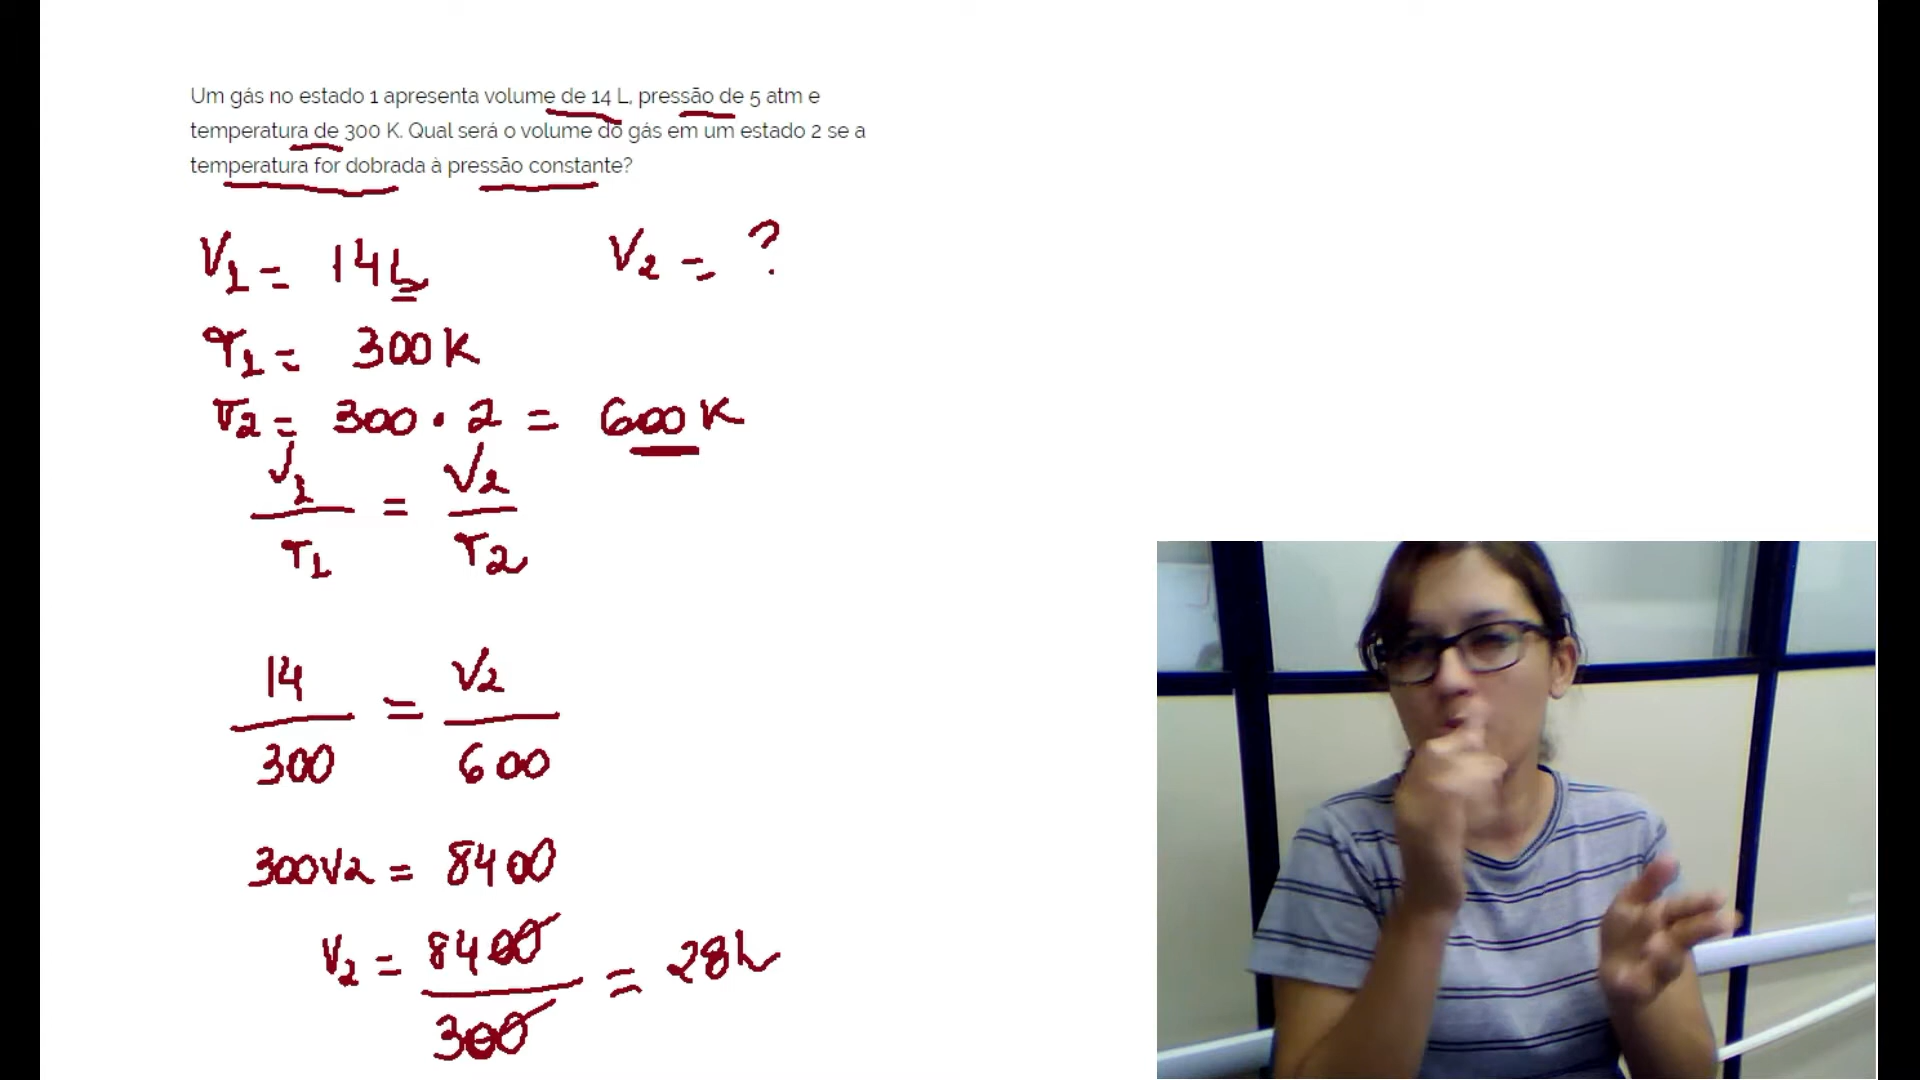 Um gás no estado 1 apresenta volume de 14 L, pressão de 5 atm e
temperatura de 300 K. Qual será o volume do gás em um estado 2 se a
temperatura for dobrada à pressão constante?
V1 = 14L V2 = ?
T1 = 300K
T2 = 300 · 2 = 600K
V1 = V2
T1 T2
14 = V2
300 600
300V2 = 8400
V2 = 8400 = 28L
300